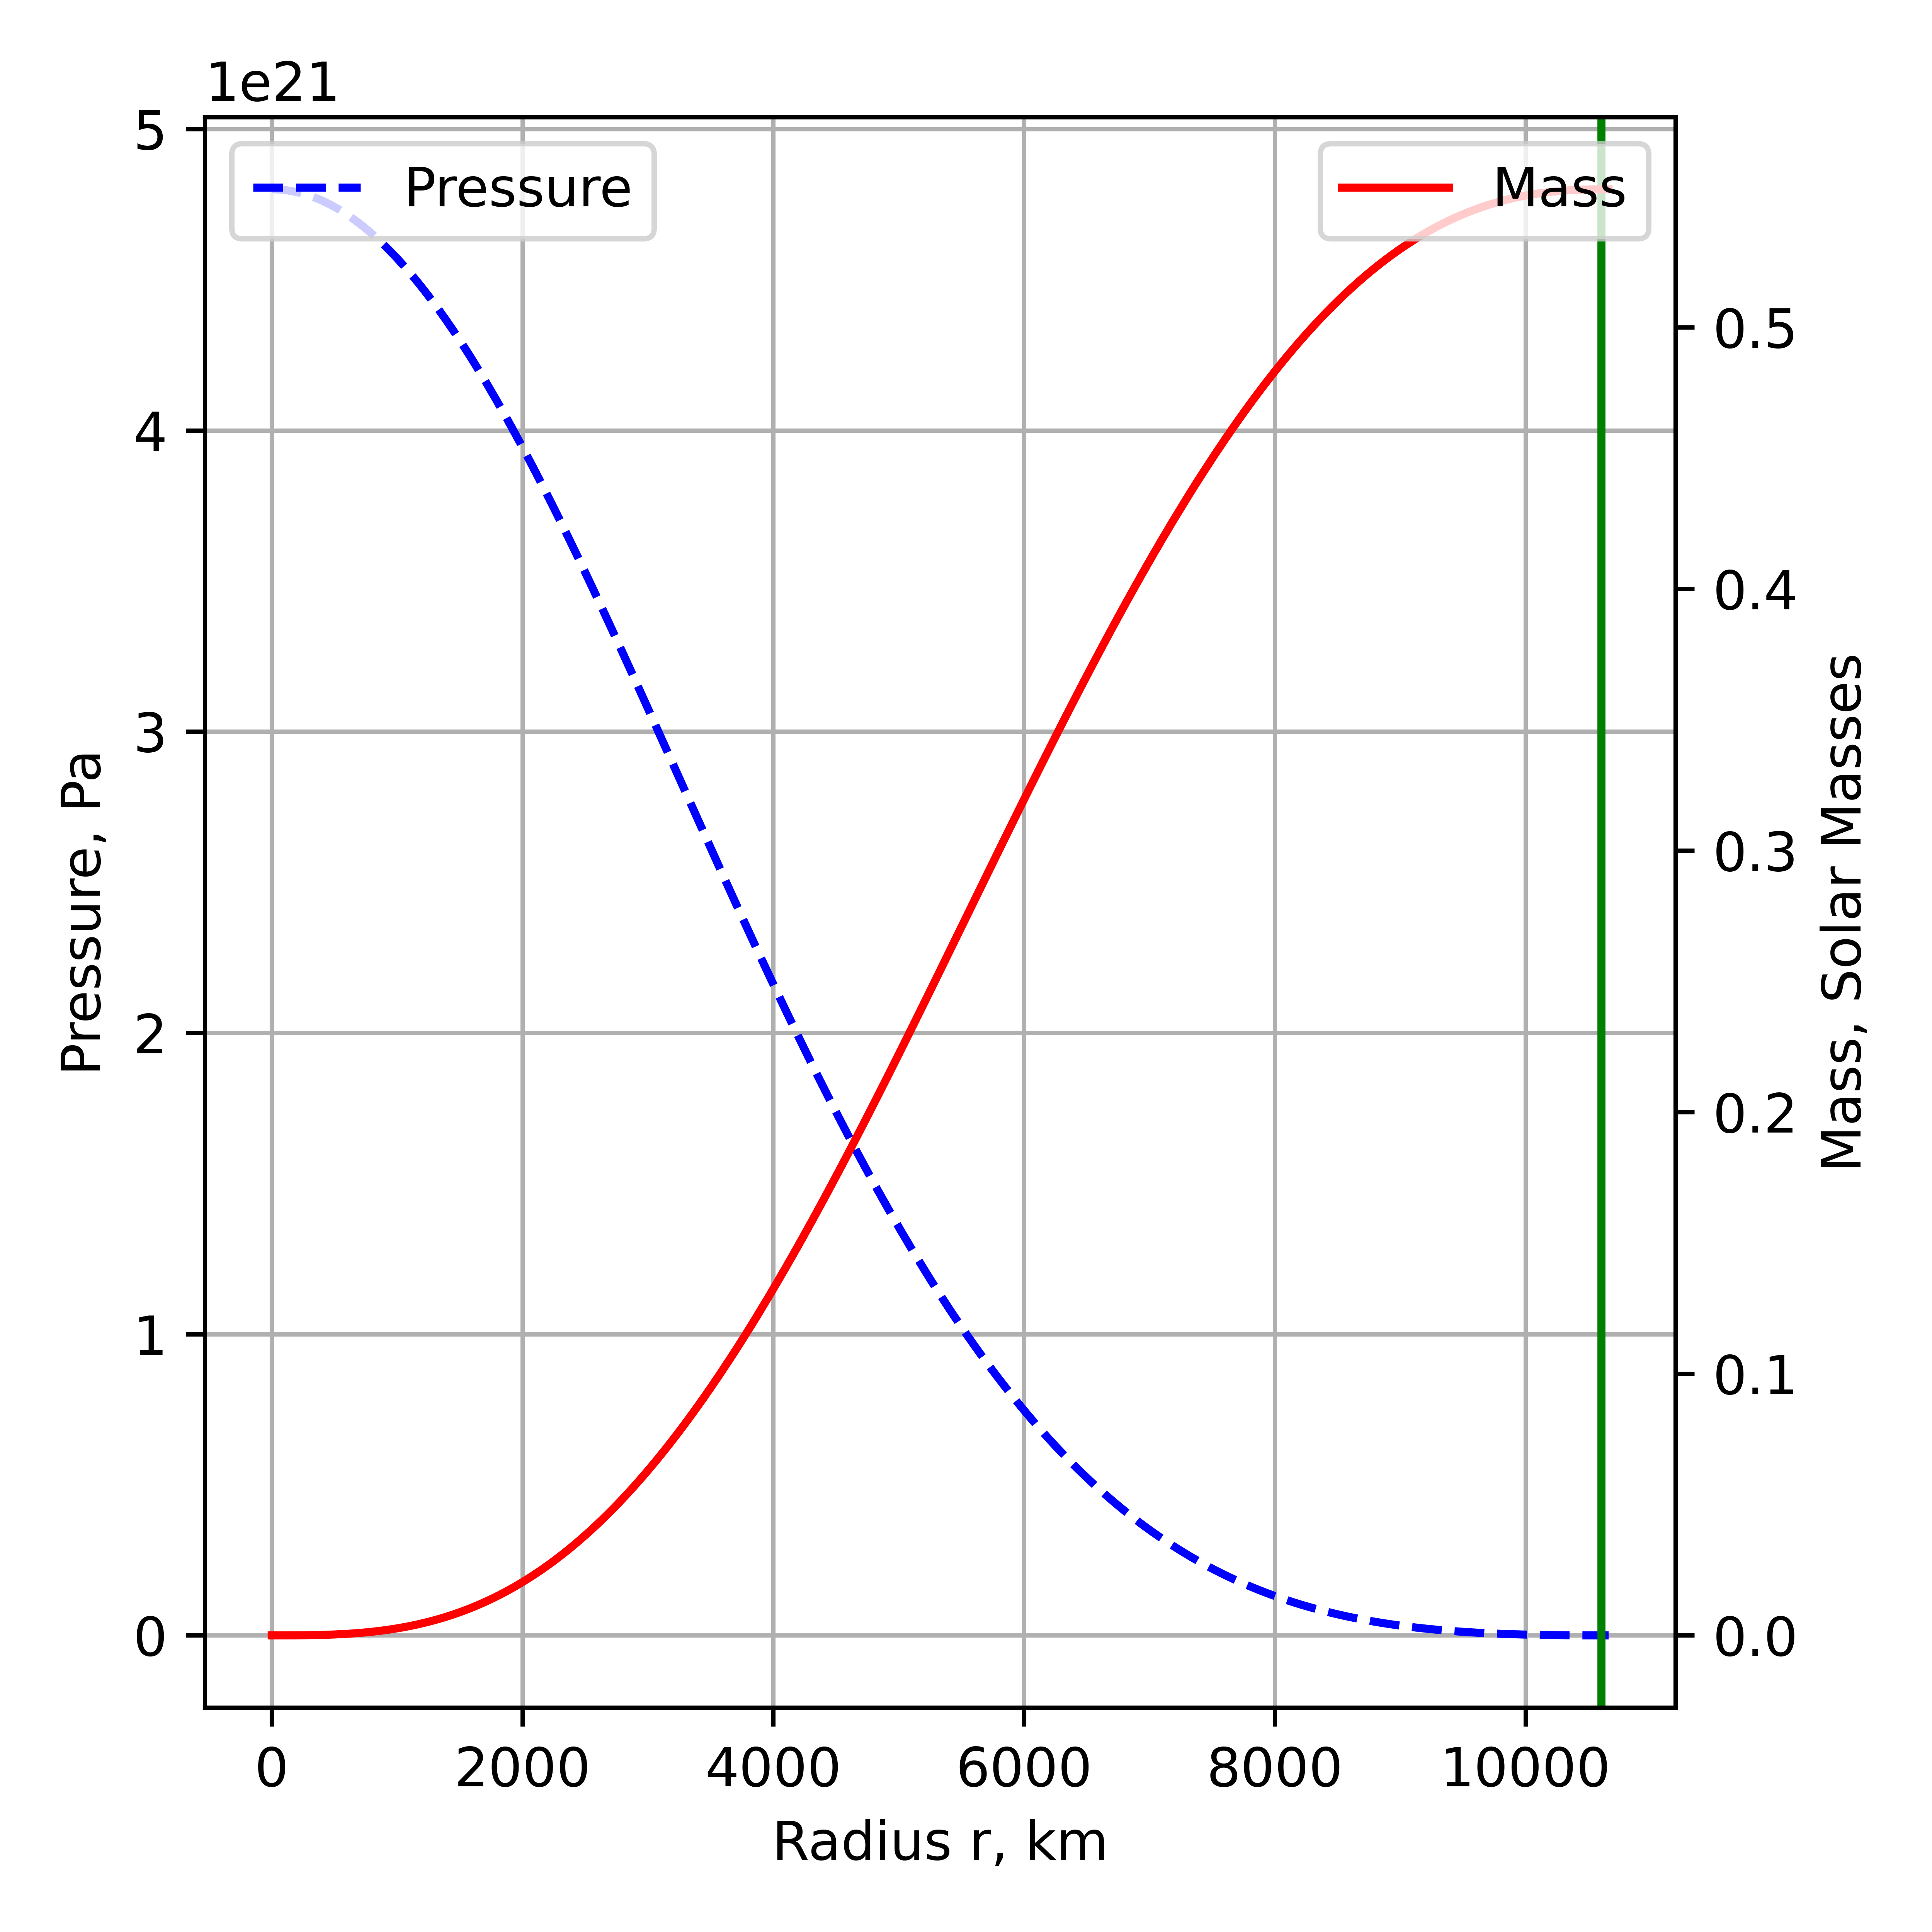 1e21
5
4
3
2
1
0
Pressure, Pa
Pressure
Mass
0.5
0.4
0.3
0.2
0.1
0.0
Mass, Solar Masses
0 2000 4000 6000 8000 10000
Radius r, km